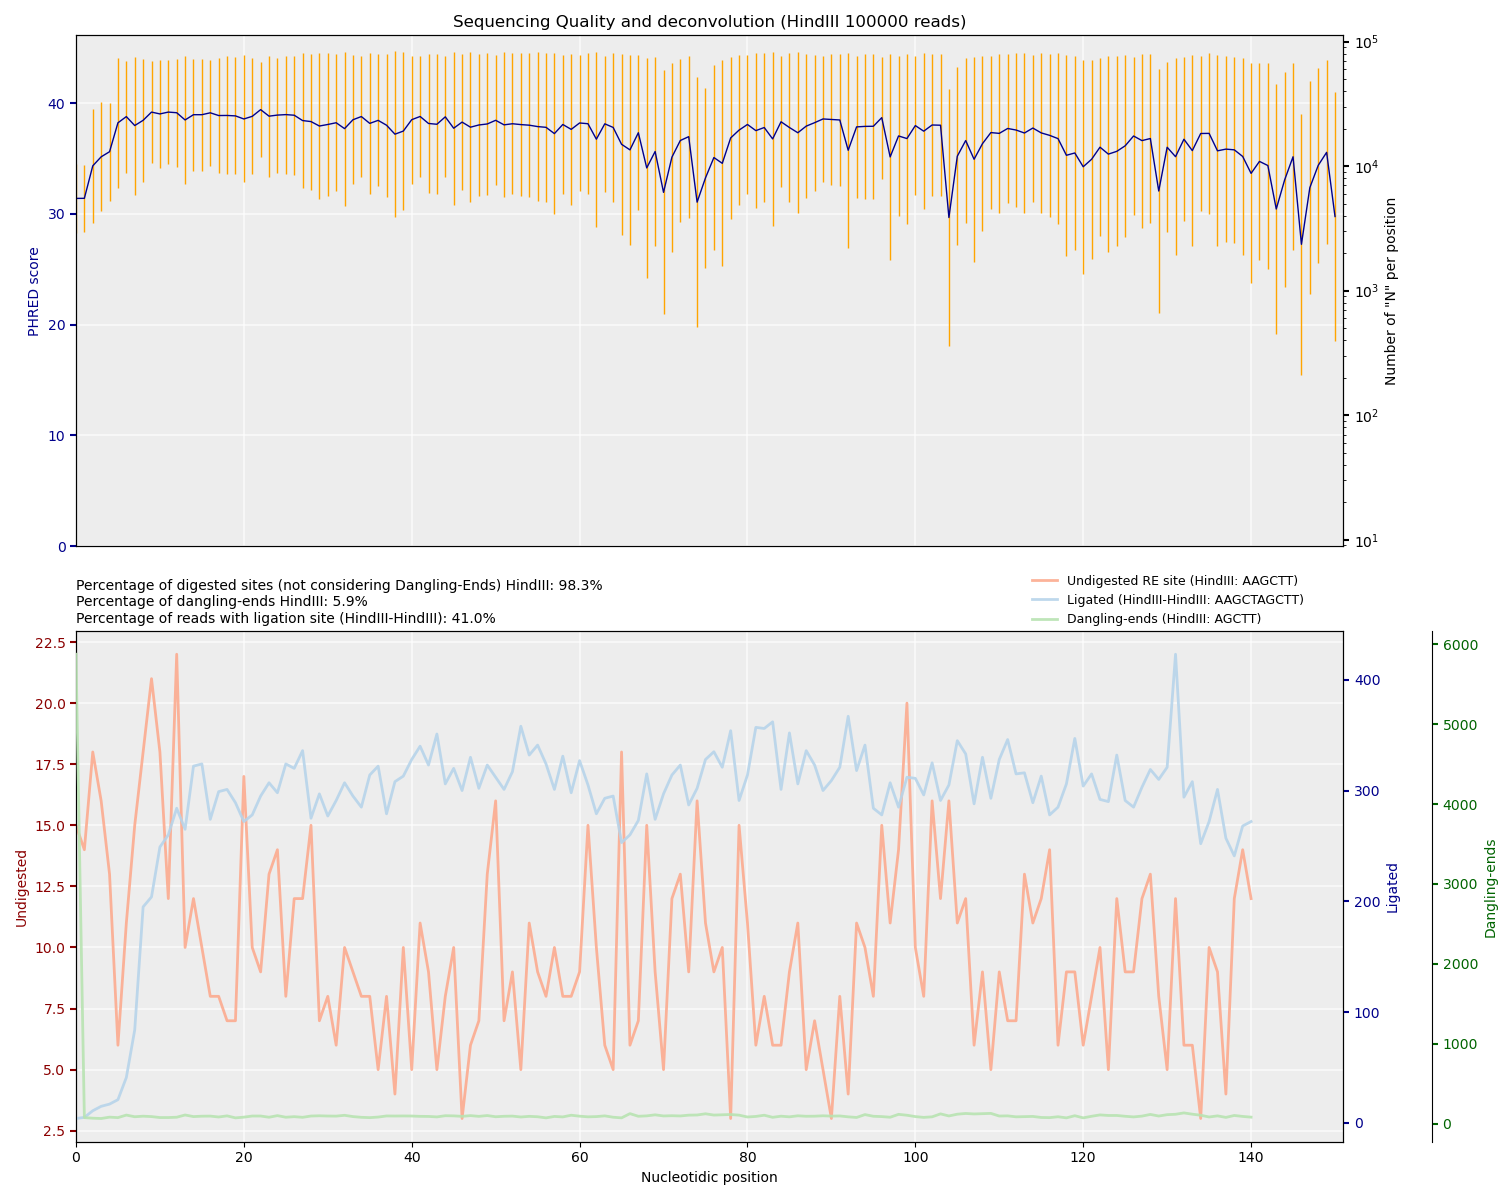 Sequencing Quality and deconvolution (HindIII 100000 reads)
40
30
20
10
0
PHRED score
10^5
10^4
10^3
10^2
10^1
Number of "N" per position
Percentage of digested sites (not considering Dangling-Ends) HindIII: 98.3%
Percentage of dangling-ends HindIII: 5.9%
Percentage of reads with ligation site (HindIII-HindIII): 41.0%
Undigested RE site (HindIII: AAGCTT)
Ligated (HindIII-HindIII: AAGCTAGCTT)
Dangling-ends (HindIII: AGCTT)
22.5
20.0
17.5
15.0
12.5
10.0
7.5
5.0
2.5
Undigested
400
300
200
100
0
Ligated
6000
5000
4000
3000
2000
1000
0
Dangling-ends
0 20 40 60 80 100 120 140
Nucleotidic position